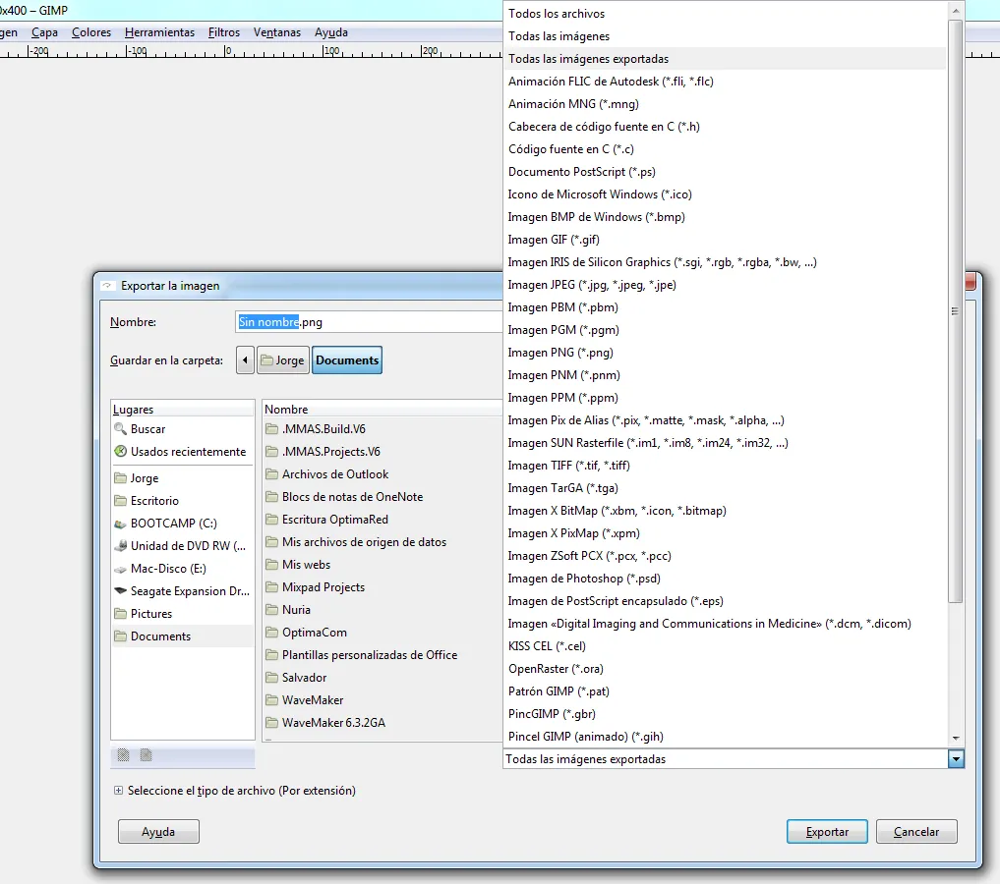 0x400 – GIMP
gen Capa Colores Herramientas Filtros Ventanas Ayuda
-200 -100 0 100 200
Todos los archivos
Todas las imágenes
Todas las imágenes exportadas
Animación FLIC de Autodesk (*.fli, *.flc)
Animación MNG (*.mng)
Cabecera de código fuente en C (*.h)
Código fuente en C (*.c)
Documento PostScript (*.ps)
Icono de Microsoft Windows (*.ico)
Imagen BMP de Windows (*.bmp)
Imagen GIF (*.gif)
Imagen IRIS de Silicon Graphics (*.sgi, *.rgb, *.rgba, *.bw, ...)
Imagen JPEG (*.jpg, *.jpeg, *.jpe)
Imagen PBM (*.pbm)
Imagen PGM (*.pgm)
Imagen PNG (*.png)
Imagen PNM (*.pnm)
Imagen PPM (*.ppm)
Imagen Pix de Alias (*.pix, *.matte, *.mask, *.alpha, ...)
Imagen SUN Rasterfile (*.im1, *.im8, *.im24, *.im32, ...)
Imagen TIFF (*.tif, *.tiff)
Imagen TarGA (*.tga)
Imagen X BitMap (*.xbm, *.icon, *.bitmap)
Imagen X PixMap (*.xpm)
Imagen ZSoft PCX (*.pcx, *.pcc)
Imagen de Photoshop (*.psd)
Imagen de PostScript encapsulado (*.eps)
Imagen «Digital Imaging and Communications in Medicine» (*.dcm, *.dicom)
KISS CEL (*.cel)
OpenRaster (*.ora)
Patrón GIMP (*.pat)
PincGIMP (*.gbr)
Pincel GIMP (animado) (*.gih)
Todas las imágenes exportadas
Exportar la imagen
Nombre: Sin nombre.png
Guardar en la carpeta: Jorge Documents
Lugares
Buscar
Usados recientemente
Jorge
Escritorio
BOOTCAMP (C:)
Unidad de DVD RW (...
Mac-Disco (E:)
Seagate Expansion Dr...
Pictures
Documents
Nombre
.MMAS.Build.V6
.MMAS.Projects.V6
Archivos de Outlook
Blocs de notas de OneNote
Escritura OptimaRed
Mis archivos de origen de datos
Mis webs
Mixpad Projects
Nuria
OptimaCom
Plantillas personalizadas de Office
Salvador
WaveMaker
WaveMaker 6.3.2GA
Seleccione el tipo de archivo (Por extensión)
Ayuda Exportar Cancelar